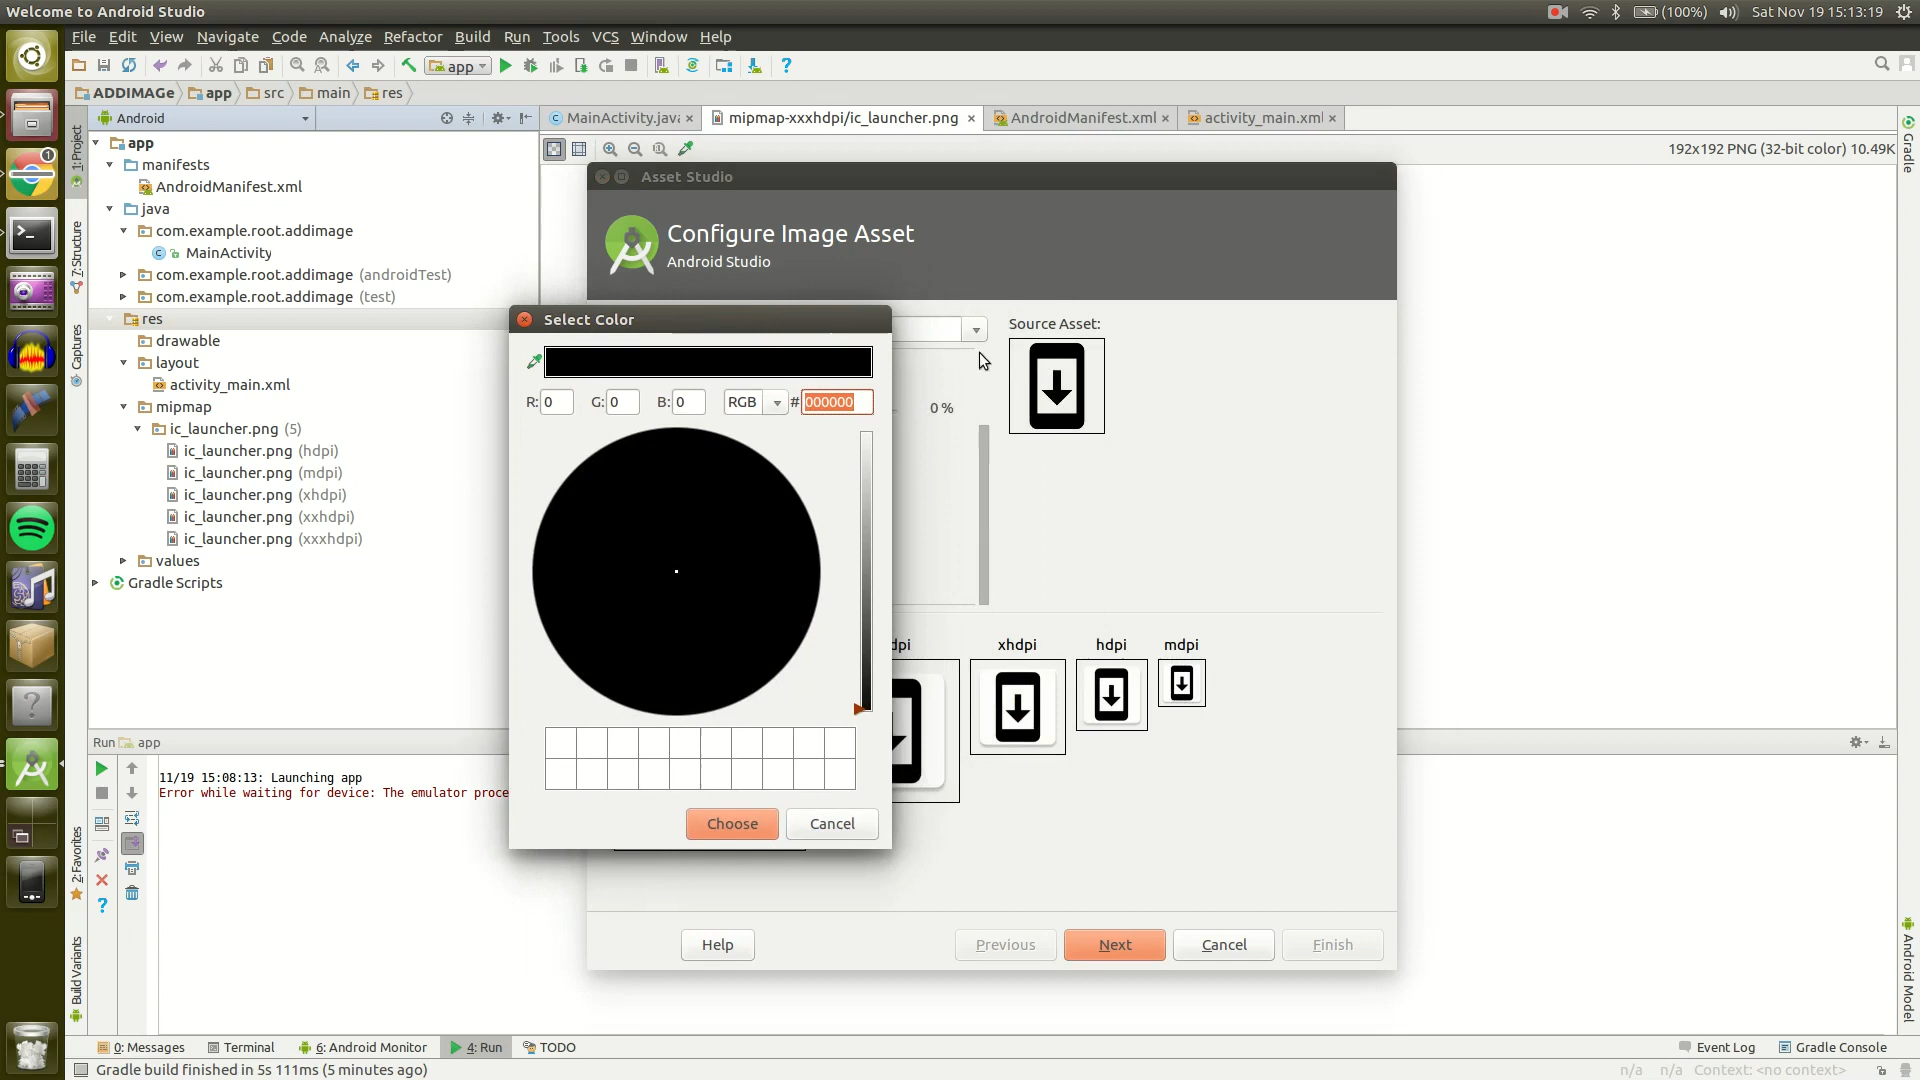 Welcome to Android Studio
(100%)
Sat Nov 19 15:13:19
File Edit View Navigate Code Analyze Refactor Build Run Tools VCS Window Help
app
ADDIMAGe app src main res
Android
MainActivity.java
mipmap-xxxhdpi/ic_launcher.png
AndroidManifest.xml
activity_main.xml
192x192 PNG (32-bit color) 10.49K
1: Project
7: Structure
Captures
2: Favorites
Build Variants
Gradle
Android Model
app
manifests
AndroidManifest.xml
java
com.example.root.addimage
MainActivity
com.example.root.addimage (androidTest)
com.example.root.addimage (test)
res
drawable
layout
activity_main.xml
mipmap
ic_launcher.png (5)
ic_launcher.png (hdpi)
ic_launcher.png (mdpi)
ic_launcher.png (xhdpi)
ic_launcher.png (xxhdpi)
ic_launcher.png (xxxhdpi)
values
Gradle Scripts
Asset Studio
Configure Image Asset
Android Studio
Source Asset:
0 %
dpi
xhdpi
hdpi
mdpi
Help
Previous
Next
Cancel
Finish
Select Color
R: 0 G: 0 B: 0 RGB # 000000
Choose
Cancel
Run app
11/19 15:08:13: Launching app
Error while waiting for device: The emulator proce
0: Messages
Terminal
6: Android Monitor
4: Run
TODO
Event Log
Gradle Console
Gradle build finished in 5s 111ms (5 minutes ago)
n/a n/a Context: <no context>
1